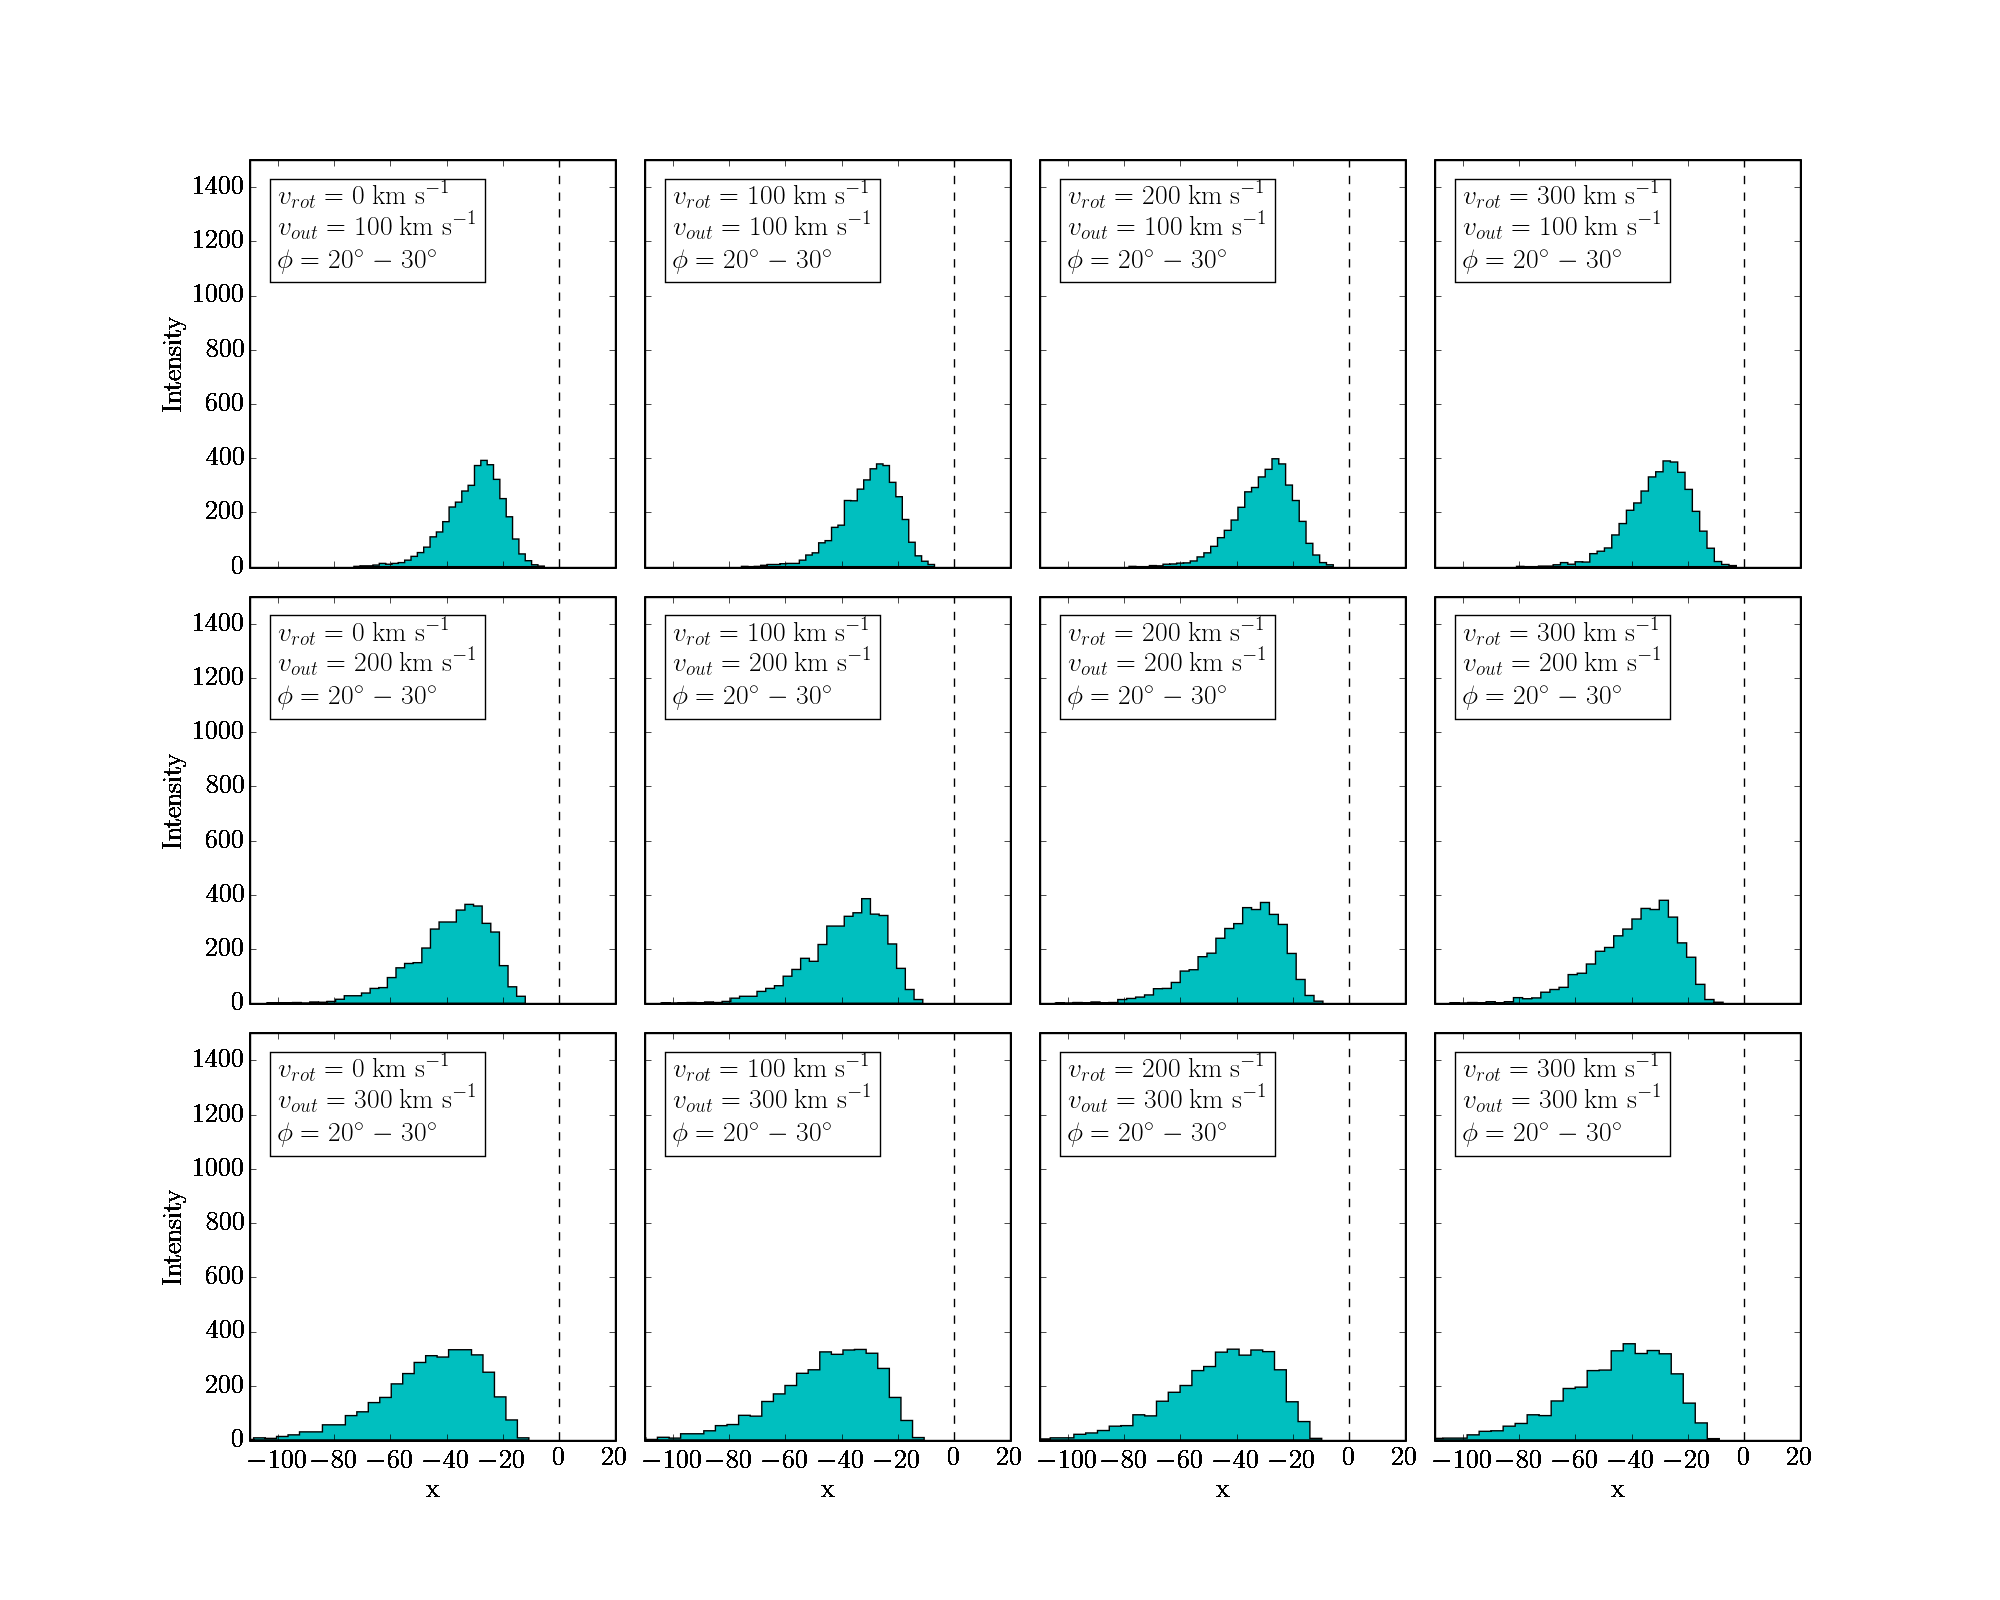 1400
1200
1000
800
600
400
200
0
Intensity
v_rot = 0 km s⁻¹
v_out = 100 km s⁻¹
ϕ = 20° − 30°
v_rot = 100 km s⁻¹
v_out = 100 km s⁻¹
ϕ = 20° − 30°
v_rot = 200 km s⁻¹
v_out = 100 km s⁻¹
ϕ = 20° − 30°
v_rot = 300 km s⁻¹
v_out = 100 km s⁻¹
ϕ = 20° − 30°
1400
1200
1000
800
600
400
200
0
Intensity
v_rot = 0 km s⁻¹
v_out = 200 km s⁻¹
ϕ = 20° − 30°
v_rot = 100 km s⁻¹
v_out = 200 km s⁻¹
ϕ = 20° − 30°
v_rot = 200 km s⁻¹
v_out = 200 km s⁻¹
ϕ = 20° − 30°
v_rot = 300 km s⁻¹
v_out = 200 km s⁻¹
ϕ = 20° − 30°
1400
1200
1000
800
600
400
200
0
Intensity
v_rot = 0 km s⁻¹
v_out = 300 km s⁻¹
ϕ = 20° − 30°
v_rot = 100 km s⁻¹
v_out = 300 km s⁻¹
ϕ = 20° − 30°
v_rot = 200 km s⁻¹
v_out = 300 km s⁻¹
ϕ = 20° − 30°
v_rot = 300 km s⁻¹
v_out = 300 km s⁻¹
ϕ = 20° − 30°
−100 −80 −60 −40 −20 0 20
−100 −80 −60 −40 −20 0 20
−100 −80 −60 −40 −20 0 20
−100 −80 −60 −40 −20 0 20
x
x
x
x